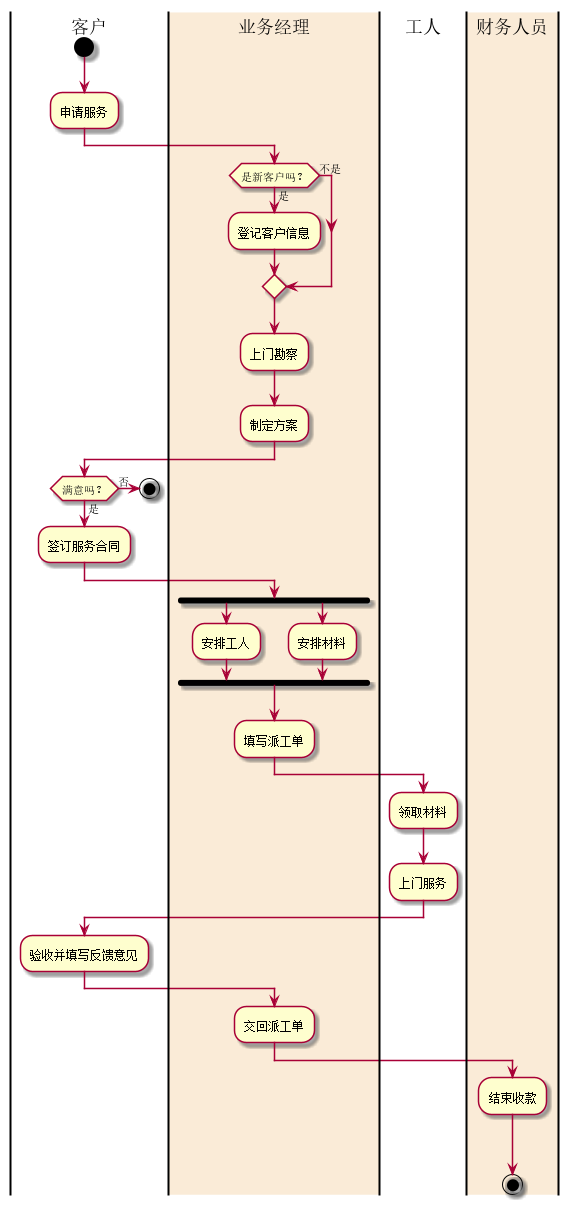 客户
业务经理
工人
财务人员
申请服务
是新客户吗？
不是
是
登记客户信息
上门勘察
制定方案
满意吗？
否
是
签订服务合同
安排工人
安排材料
填写派工单
领取材料
上门服务
验收并填写反馈意见
交回派工单
结束收款